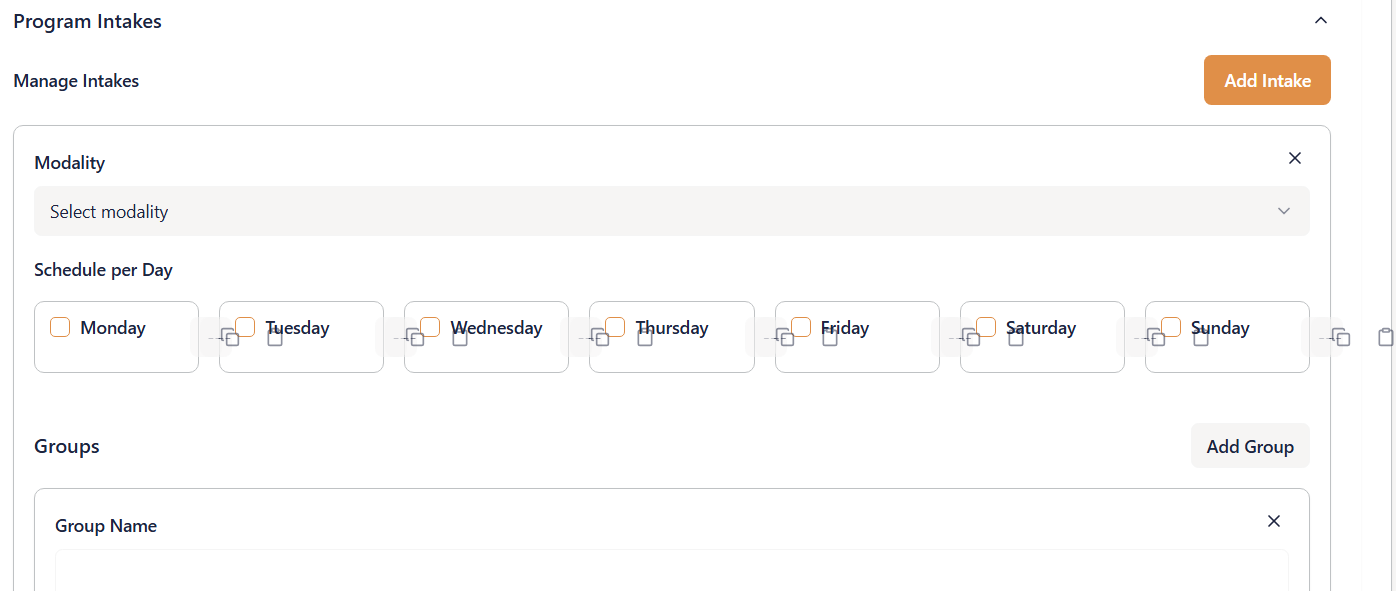 Program Intakes
Manage Intakes
Add Intake
Modality
Select modality
Schedule per Day
Monday Tuesday Wednesday Thursday Friday Saturday Sunday
Groups
Add Group
Group Name